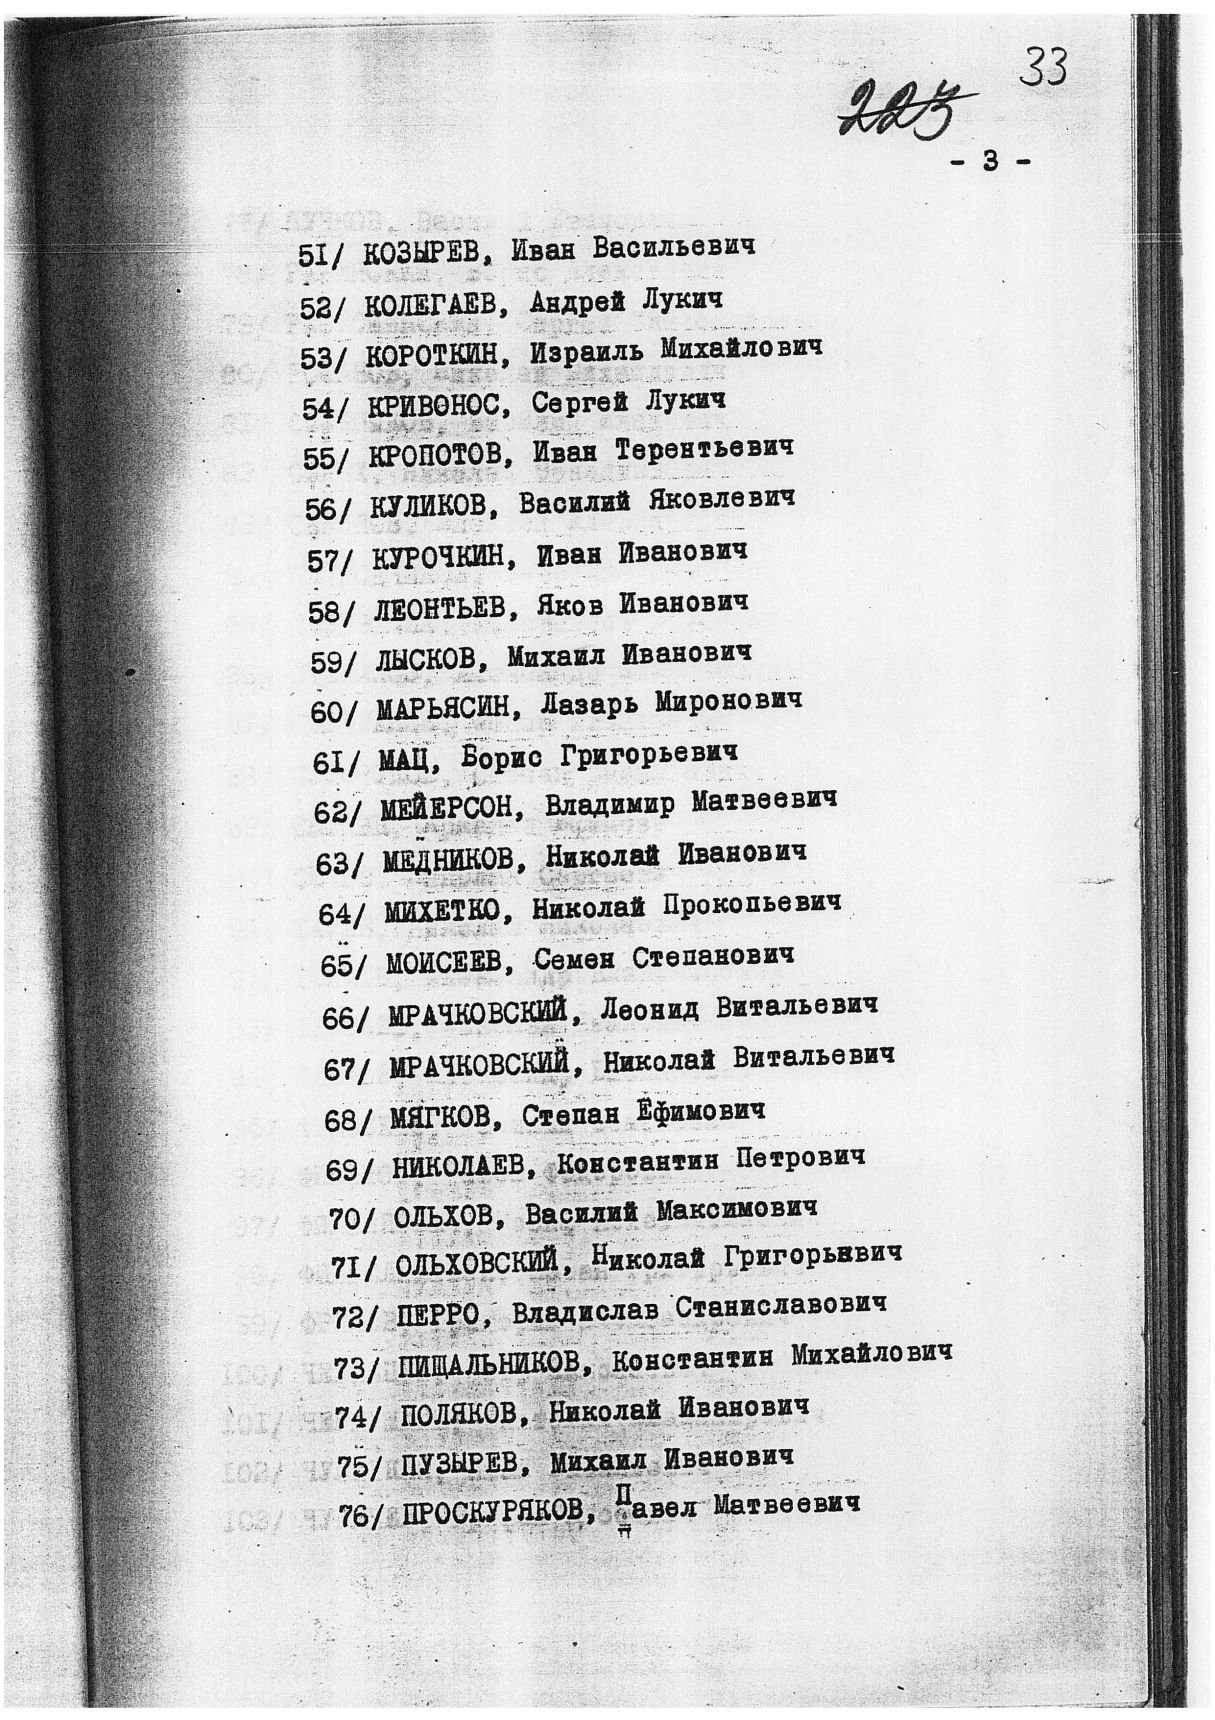 33
223
- 3 -
51/ КОЗЫРЕВ, Иван Васильевич
52/ КОЛЕГАЕВ, Андрей Лукич
53/ КОРОТКИН, Израиль Михайлович
54/ КРИВОНОС, Сергей Лукич
55/ КРОПОТОВ, Иван Терентьевич
56/ КУЛИКОВ, Василий Яковлевич
57/ КУРОЧКИН, Иван Иванович
58/ ЛЕОНТЬЕВ, Яков Иванович
59/ ЛЫСКОВ, Михаил Иванович
60/ МАРЬЯСИН, Лазарь Миронович
61/ МАЦ, Борис Григорьевич
62/ МЕЙЕРСОН, Владимир Матвеевич
63/ МЕДНИКОВ, Николай Иванович
64/ МИХЕТКО, Николай Прокопьевич
65/ МОИСЕЕВ, Семен Степанович
66/ МРАЧКОВСКИЙ, Леонид Витальевич
67/ МРАЧКОВСКИЙ, Николай Витальевич
68/ МЯГКОВ, Степан Ефимович
69/ НИКОЛАЕВ, Константин Петрович
70/ ОЛЬХОВ, Василий Максимович
71/ ОЛЬХОВСКИЙ, Николай Григорьевич
72/ ПЕРРО, Владислав Станиславович
73/ ПИЩАЛЬНИКОВ, Константин Михайлович
74/ ПОЛЯКОВ, Николай Иванович
75/ ПУЗЫРЕВ, Михаил Иванович
76/ ПРОСКУРЯКОВ, Павел Матвеевич